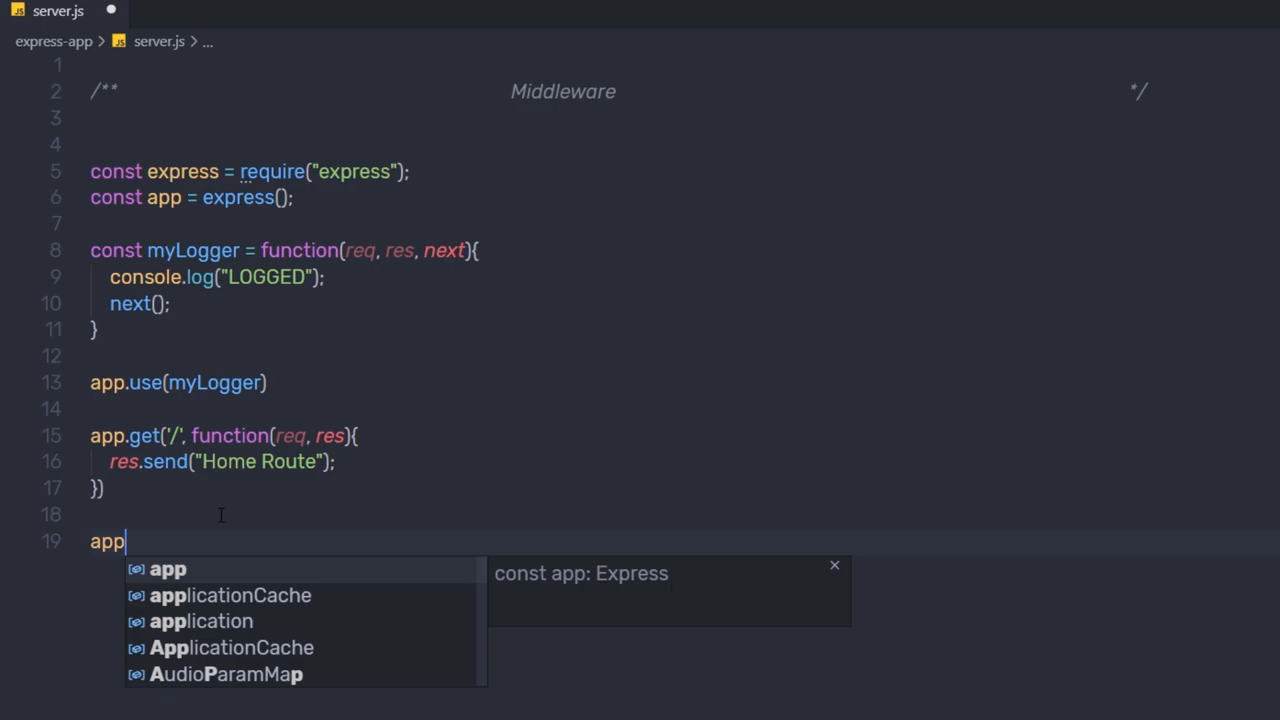 JS server.js
express-app > JS server.js > ...
1
2 /** Middleware */
3
4
5 const express = require("express");
6 const app = express();
7
8 const myLogger = function(req, res, next){
9 console.log("LOGGED");
10 next();
11 }
12
13 app.use(myLogger)
14
15 app.get('/', function(req, res){
16 res.send("Home Route");
17 })
18
19 app
app const app: Express ×
applicationCache
application
ApplicationCache
AudioParamMap